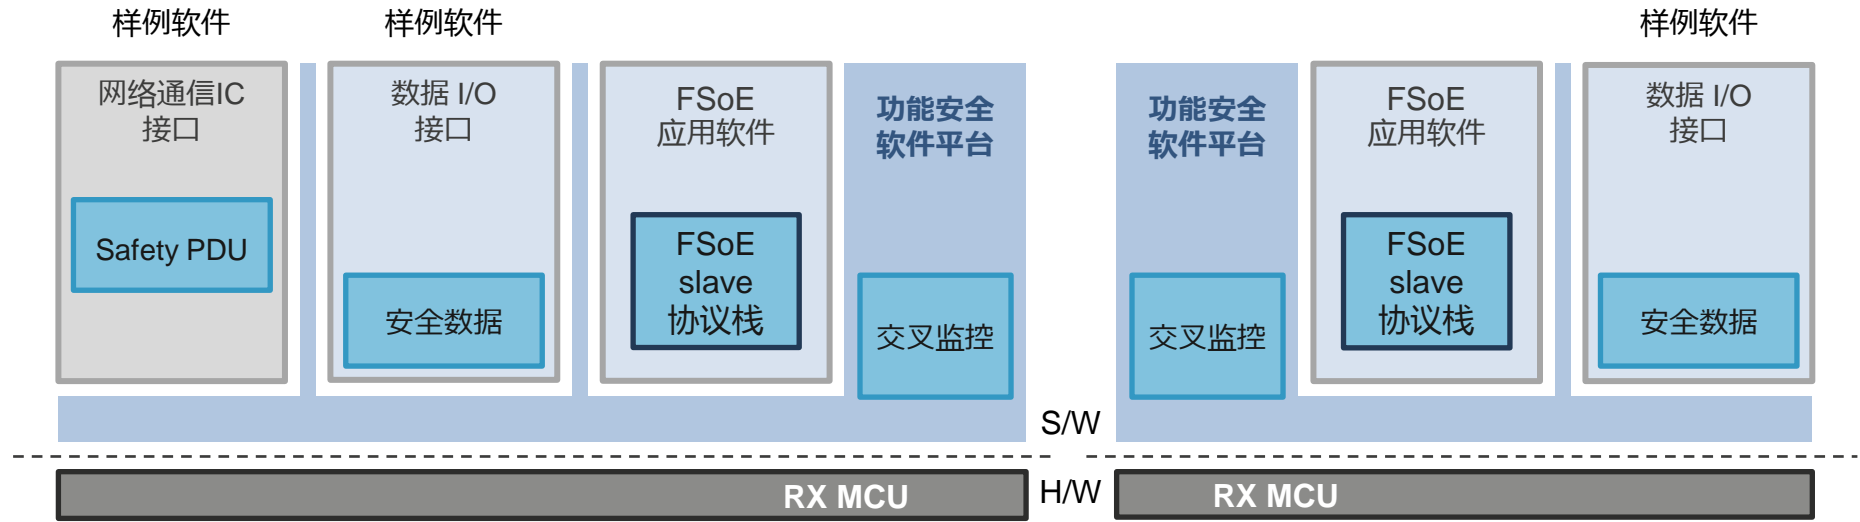 样例软件
样例软件
样例软件
网络通信IC
接口
Safety PDU
数据 I/O
接口
安全数据
FSoE
应用软件
FSoE
slave
协议栈
功能安全
软件平台
交叉监控
功能安全
软件平台
交叉监控
FSoE
应用软件
FSoE
slave
协议栈
数据 I/O
接口
安全数据
S/W
RX MCU
H/W
RX MCU